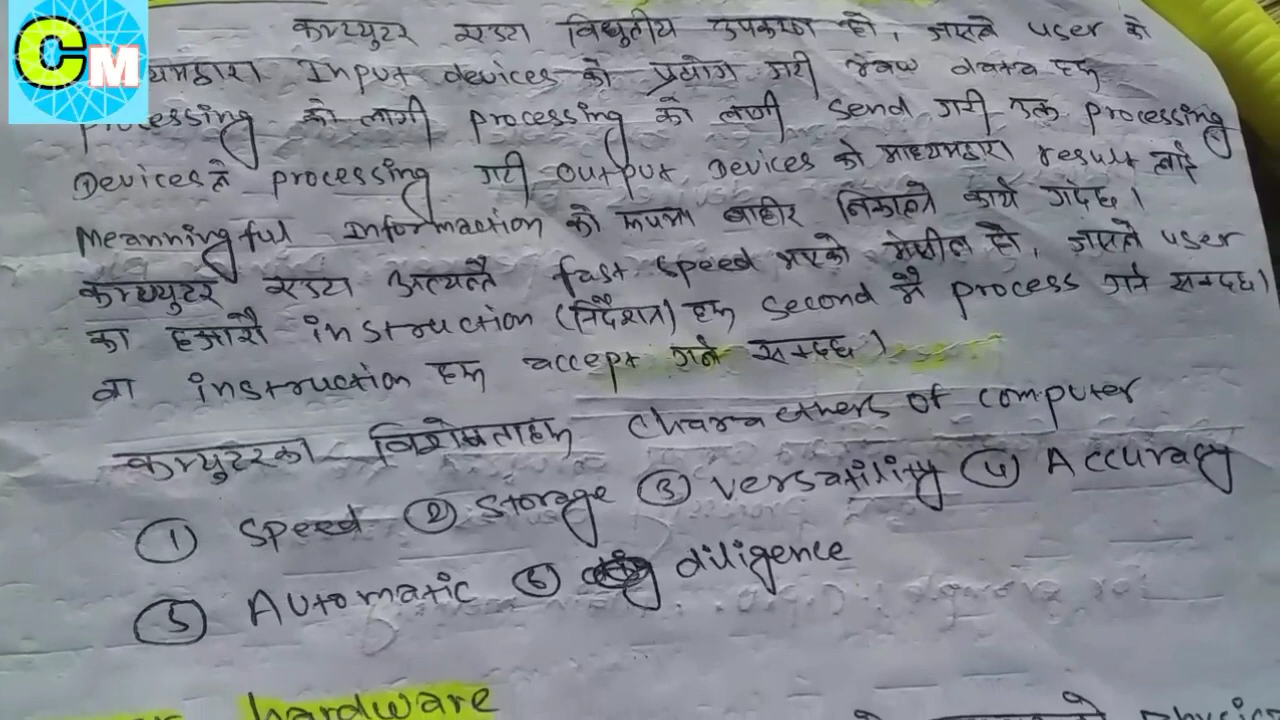 CM
कम्प्युटर एउटा विधुतीय उपकरण हो, जसले user को
माध्यमद्वारा Input devices को प्रयोग गरी raw data हरु
processing को लागी processing को लागी send गरी उक्त processing
Devicesले processing गरी output Devices को माध्यमद्वारा result लाई
Meanningful Information को रुपमा बाहीर निकाल्ने कार्य गर्दछ।
कम्प्युटर एउटा अत्यन्तै fast speed भएको मेशीन हो, जसले user
का हजारौ instruction (निर्देशन) हरु second मै process गर्न सक्दछ।
वा instruction हरु accept गर्न सक्दछ।
कम्प्युटरका विशेषताहरु characthers of computer
① speed ② storage ③ versatility ④ Accuracy
⑤ Automatic ⑥ diligence
hardware